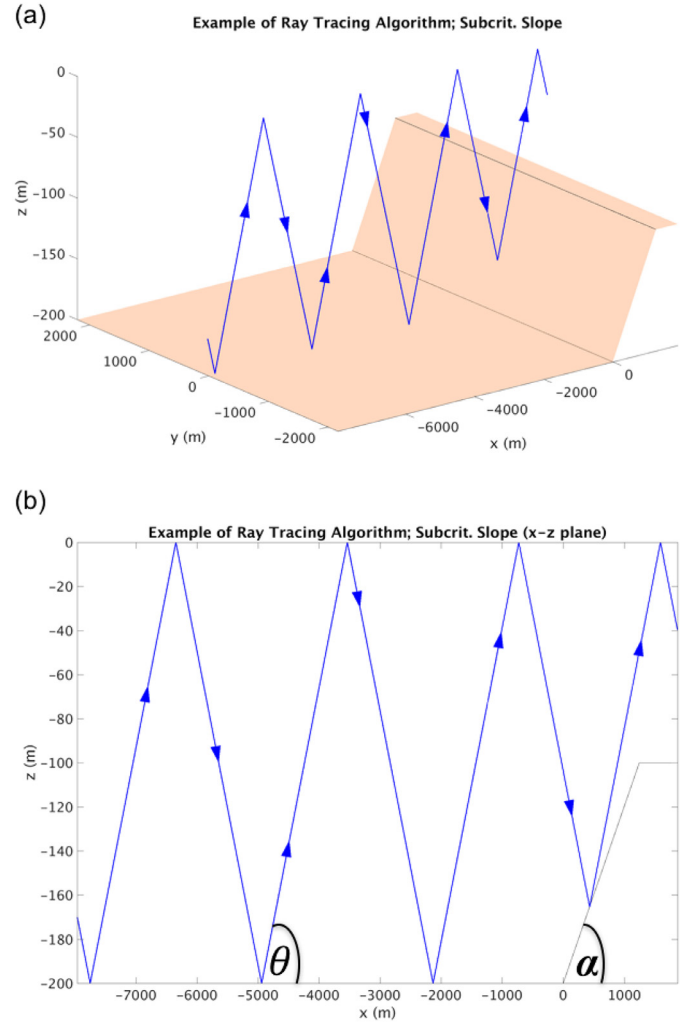 (a)
Example of Ray Tracing Algorithm; Subcrit. Slope
0
−50
−100
−150
−200
z (m)
2000
1000
0
−1000
−2000
y (m)
−6000
−4000
−2000
0
x (m)
(b)
Example of Ray Tracing Algorithm; Subcrit. Slope (x−z plane)
0
−20
−40
−60
−80
−100
−120
−140
−160
−180
−200
z (m)
θ
α
−7000 −6000 −5000 −4000 −3000 −2000 −1000 0 1000
x (m)